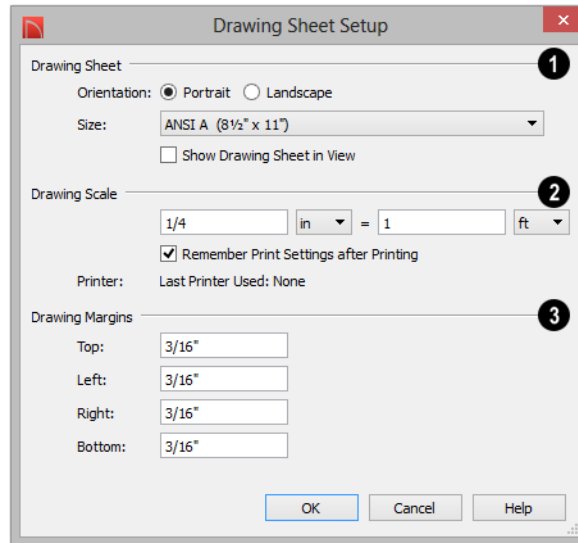 Drawing Sheet Setup
x
Drawing Sheet 1
Orientation: Portrait Landscape
Size: ANSI A (8½" x 11")
Show Drawing Sheet in View
Drawing Scale 2
1/4 in = 1 ft
Remember Print Settings after Printing
Printer: Last Printer Used: None
Drawing Margins 3
Top: 3/16"
Left: 3/16"
Right: 3/16"
Bottom: 3/16"
OK Cancel Help